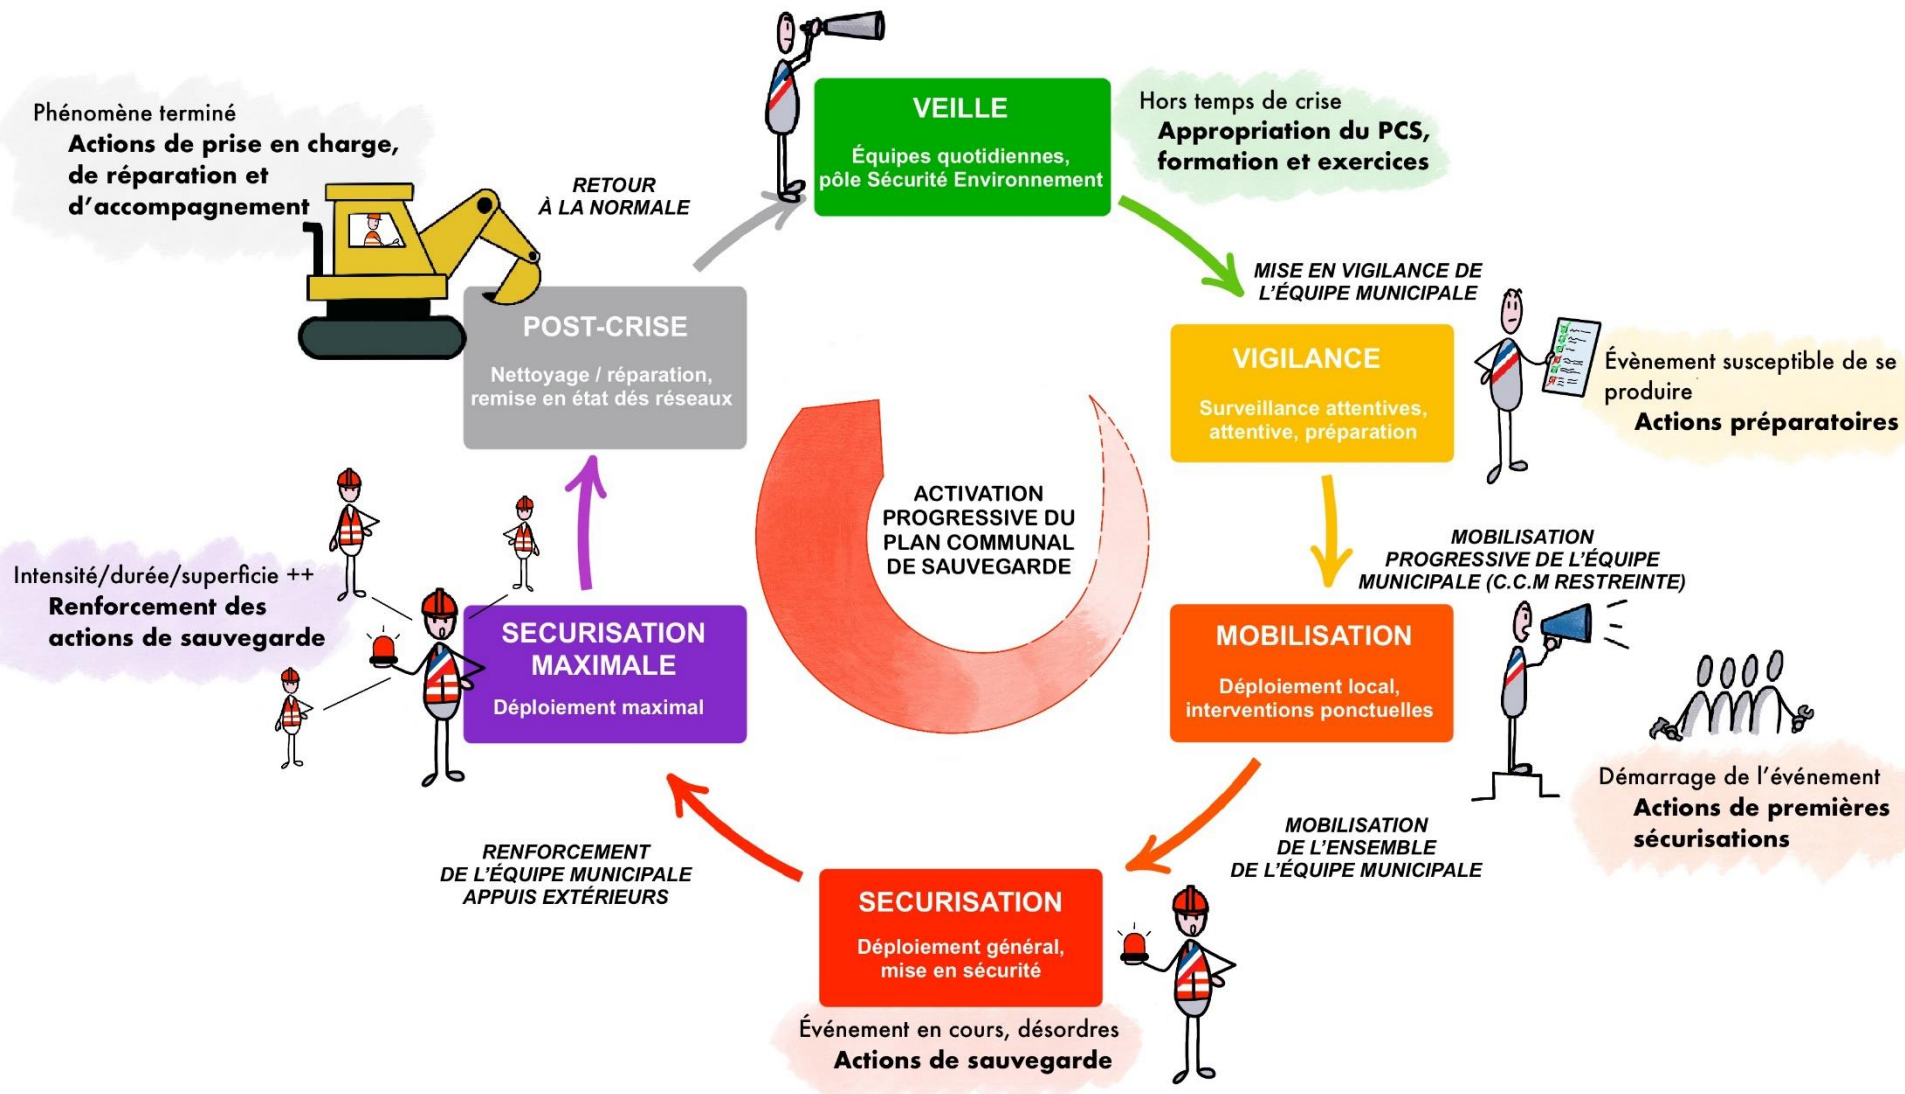 VEILLE
Équipes quotidiennes,
pôle Sécurité Environnement
Hors temps de crise
Appropriation du PCS,
formation et exercices
MISE EN VIGILANCE DE
L'ÉQUIPE MUNICIPALE
VIGILANCE
Surveillance attentives,
attentive, préparation
Évènement susceptible de se
produire
Actions préparatoires
MOBILISATION
PROGRESSIVE DE L'ÉQUIPE
MUNICIPALE (C.C.M RESTREINTE)
MOBILISATION
Déploiement local,
interventions ponctuelles
Démarrage de l'événement
Actions de premières
sécurisations
MOBILISATION
DE L'ENSEMBLE
DE L'ÉQUIPE MUNICIPALE
SECURISATION
Déploiement général,
mise en sécurité
Événement en cours, désordres
Actions de sauvegarde
RENFORCEMENT
DE L'ÉQUIPE MUNICIPALE
APPUIS EXTÉRIEURS
SECURISATION
MAXIMALE
Déploiement maximal
Intensité/durée/superficie ++
Renforcement des
actions de sauvegarde
POST-CRISE
Nettoyage / réparation,
remise en état dés réseaux
Phénomène terminé
Actions de prise en charge,
de réparation et
d'accompagnement
RETOUR
À LA NORMALE
ACTIVATION
PROGRESSIVE DU
PLAN COMMUNAL
DE SAUVEGARDE